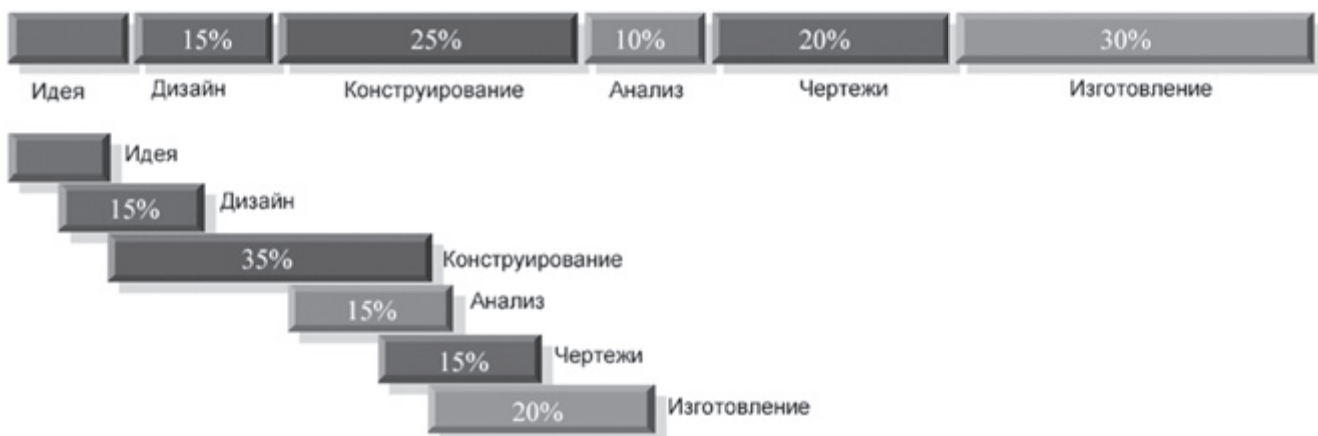 15% 25% 10% 20% 30%
Идея Дизайн Конструирование Анализ Чертежи Изготовление
Идея
15% Дизайн
35% Конструирование
15% Анализ
15% Чертежи
20% Изготовление